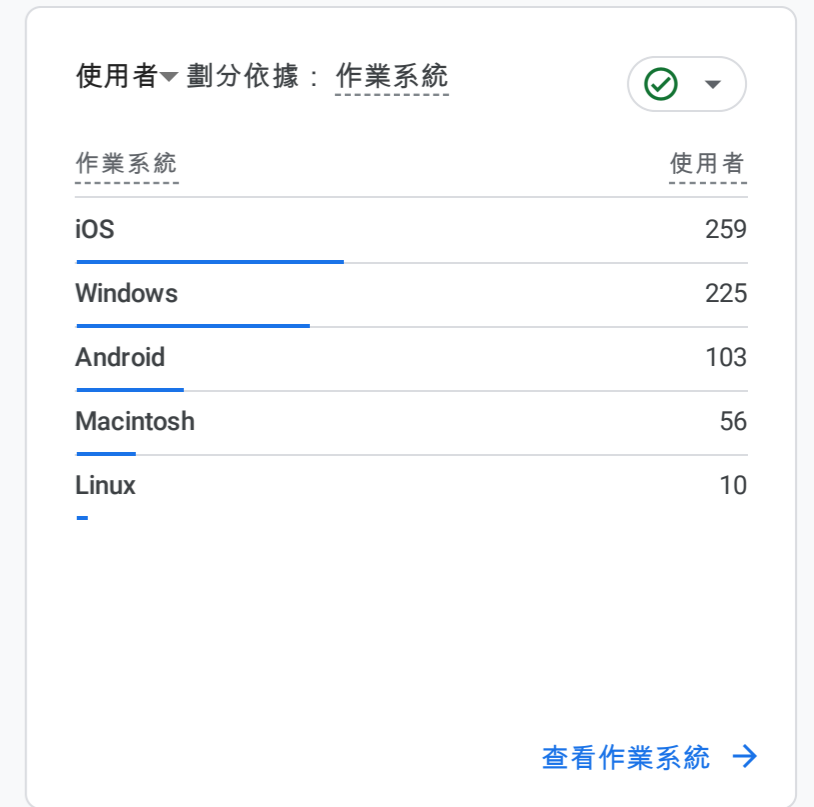 使用者 劃分依據： 作業系統
作業系統 使用者
iOS 259
Windows 225
Android 103
Macintosh 56
Linux 10
查看作業系統